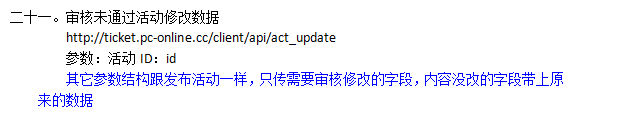 二十一。审核未通过活动修改数据
http://ticket.pc-online.cc/client/api/act_update
参数：活动 ID：id
其它参数结构跟发布活动一样，只传需要审核修改的字段，内容没改的字段带上原
来的数据